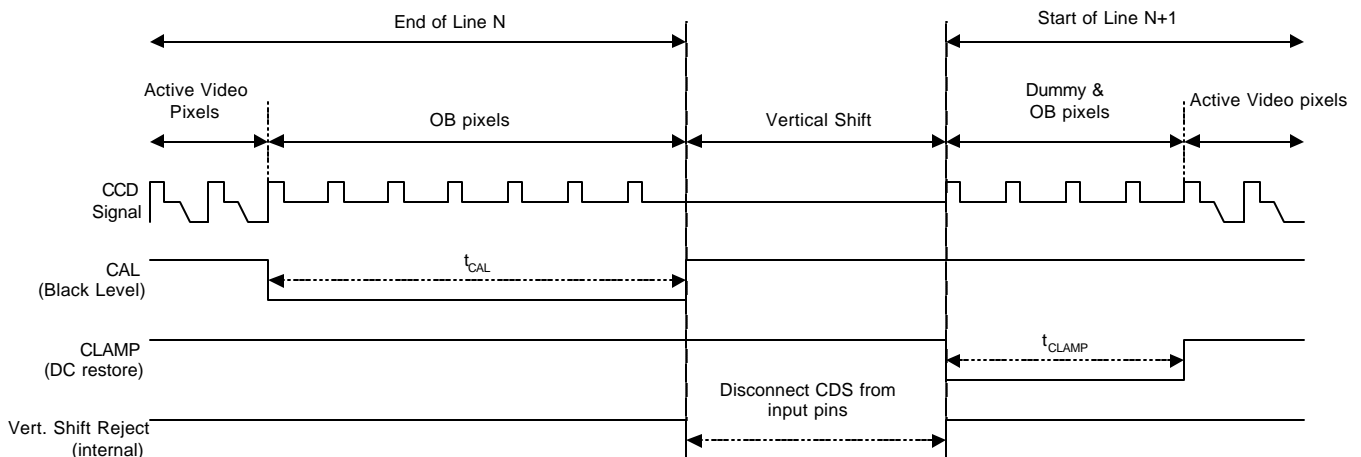 End of Line N
Start of Line N+1
Active Video
Pixels
OB pixels
Vertical Shift
Dummy &
OB pixels
Active Video pixels
CCD
Signal
CAL
(Black Level)
tCAL
CLAMP
(DC restore)
tCLAMP
Disconnect CDS from
input pins
Vert. Shift Reject
(internal)